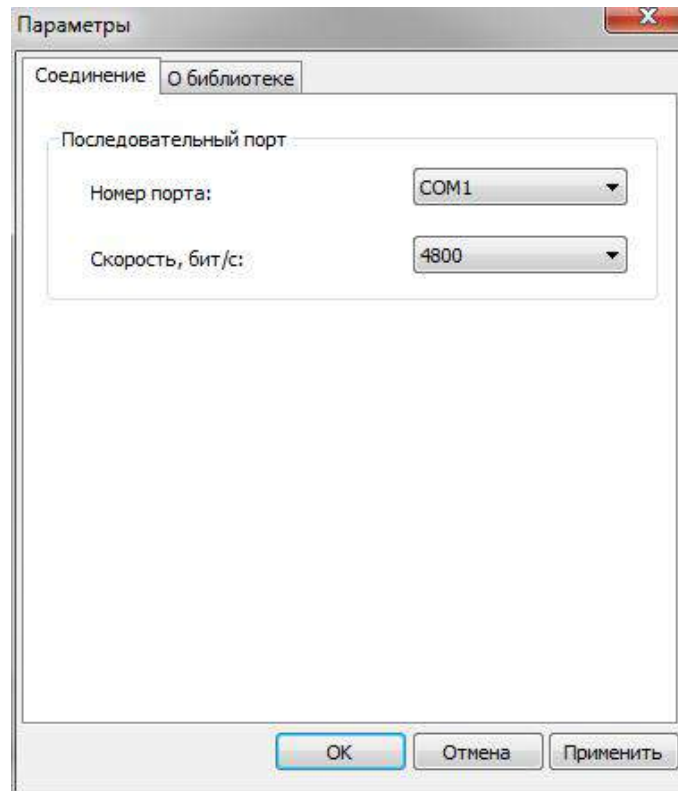 Параметры
Соединение О библиотеке
Последовательный порт
Номер порта: COM1
Скорость, бит/с: 4800
OK Отмена Применить